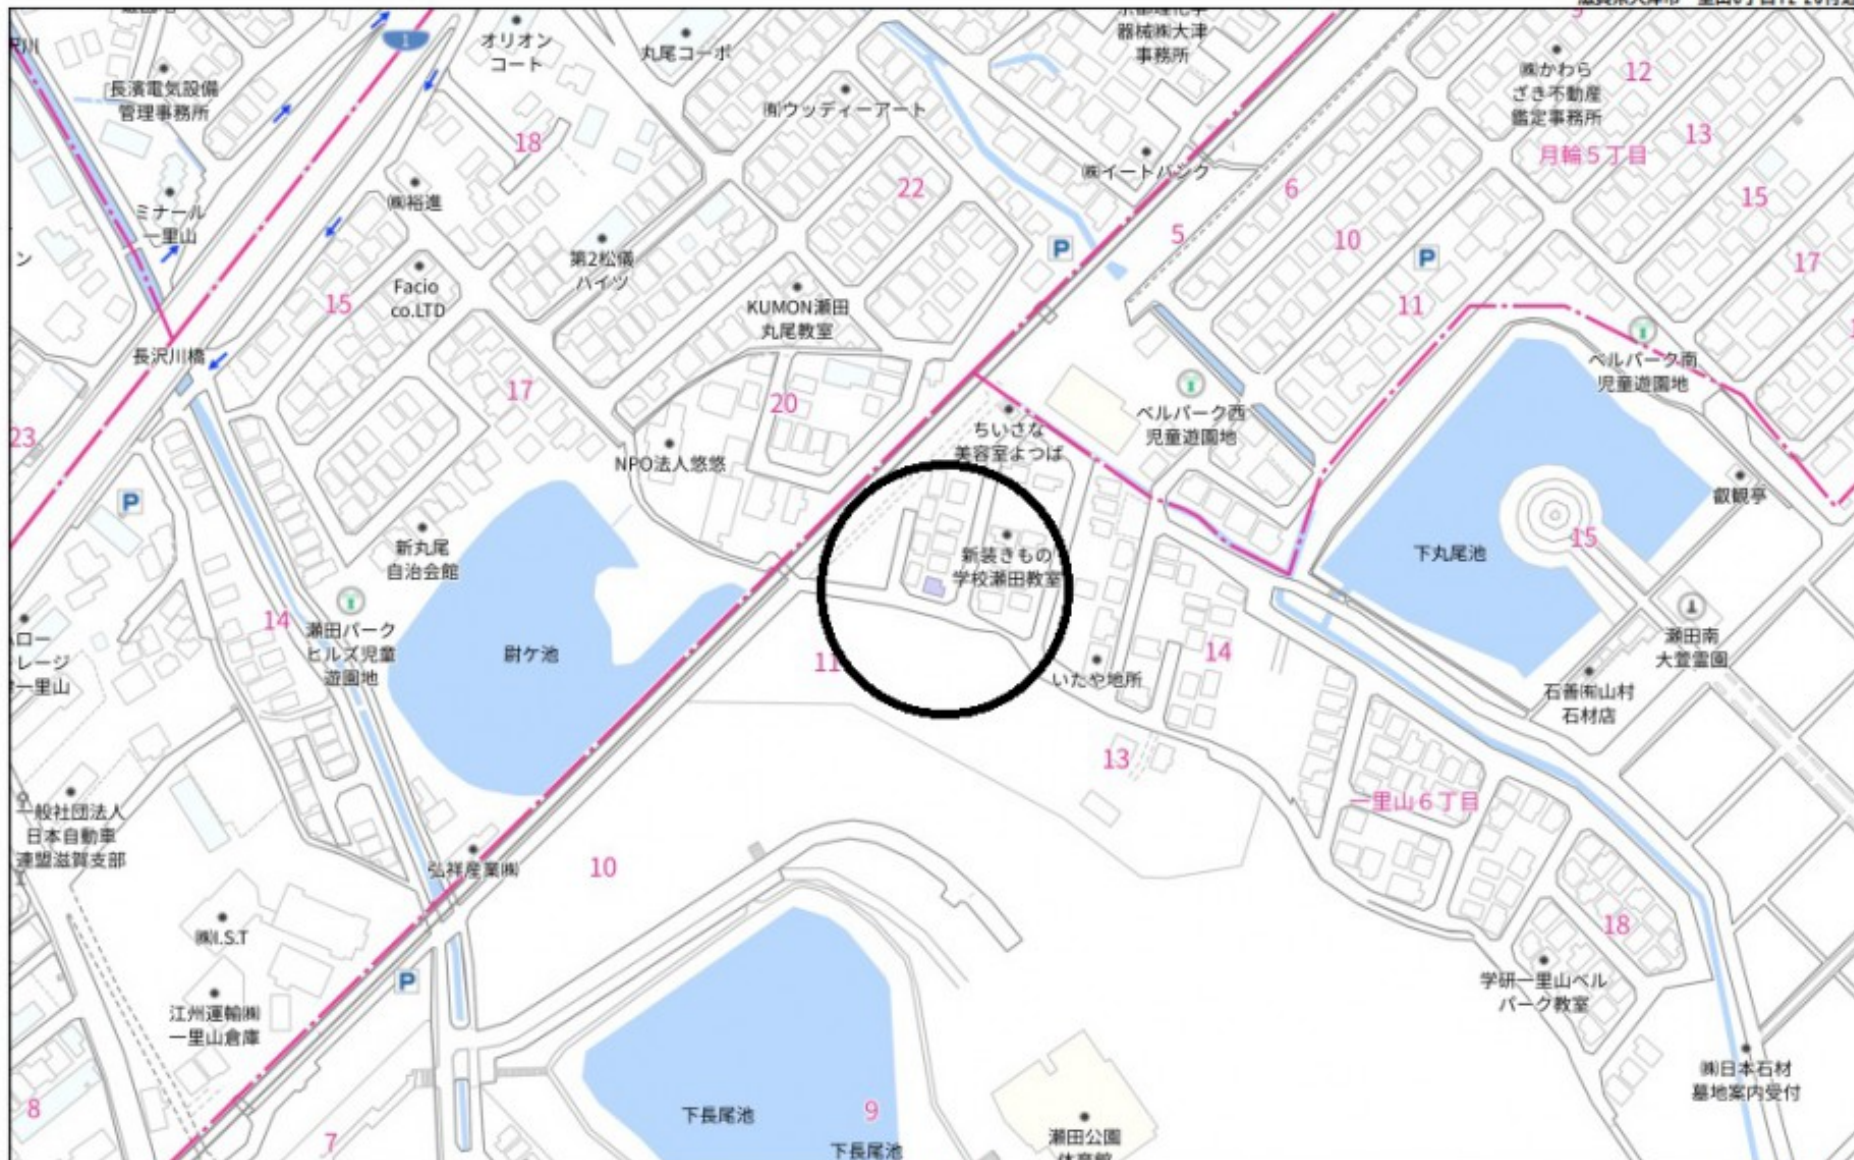 1
オリオン
コート
丸尾コーポ
器械㈱大津
事務所
長濱電気設備
管理事務所
㈲ウッディーアート
㈱かわら
ざき不動産
鑑定事務所
12
13
18
月輪５丁目
㈱イートバンク
㈱裕進
22
6
15
ミナール
一里山
5
10
P
P
第2松儀
ハイツ
17
Facio
co.LTD
15
KUMON瀬田
丸尾教室
11
長沢川橋
ベルパーク南
児童遊園地
17
20
ベルパーク西
児童遊園地
23
ちいさな
美容室よつば
NPO法人悠悠
P
叡観亭
新丸尾
自治会館
新装きもの
学校瀬田教室
下丸尾池
15
14
瀬田パーク
ヒルズ児童
遊園地
尉ケ池
11
14
瀬田南
大萱霊園
いたや地所
石善㈲山村
石材店
13
一里山６丁目
一般社団法人
日本自動車
連盟滋賀支部
弘祥産業㈱
10
㈱I.S.T
18
P
学研一里山ベル
パーク教室
江州運輸㈱
一里山倉庫
㈱日本石材
墓地案内受付
8
下長尾池
9
7
下長尾池
瀬田公園